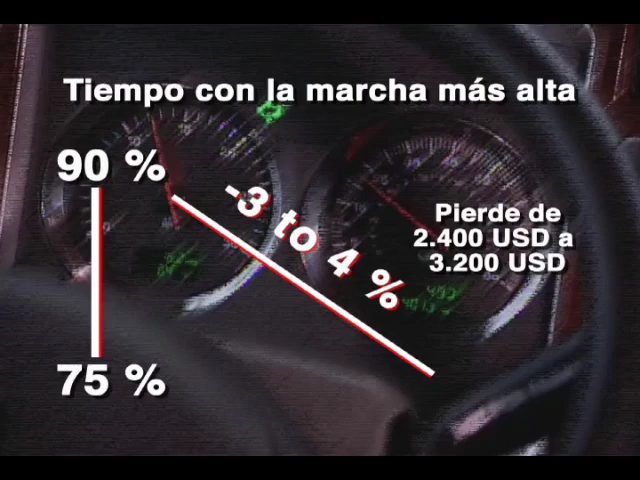 Tiempo con la marcha más alta
90 %
-3 to 4 %
Pierde de
2.400 USD a
3.200 USD
75 %